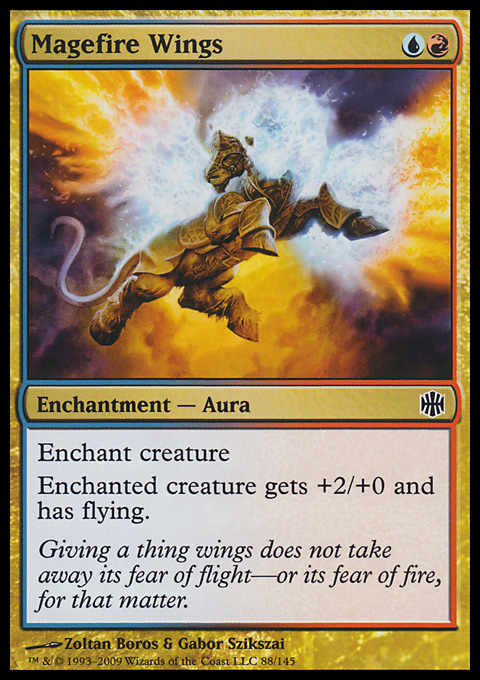 Magefire Wings
Enchantment — Aura
Enchant creature
Enchanted creature gets +2/+0 and
has flying.
Giving a thing wings does not take
away its fear of flight—or its fear of fire,
for that matter.
Zoltan Boros & Gabor Szikszai
™ & © 1993–2009 Wizards of the Coast LLC 88/145